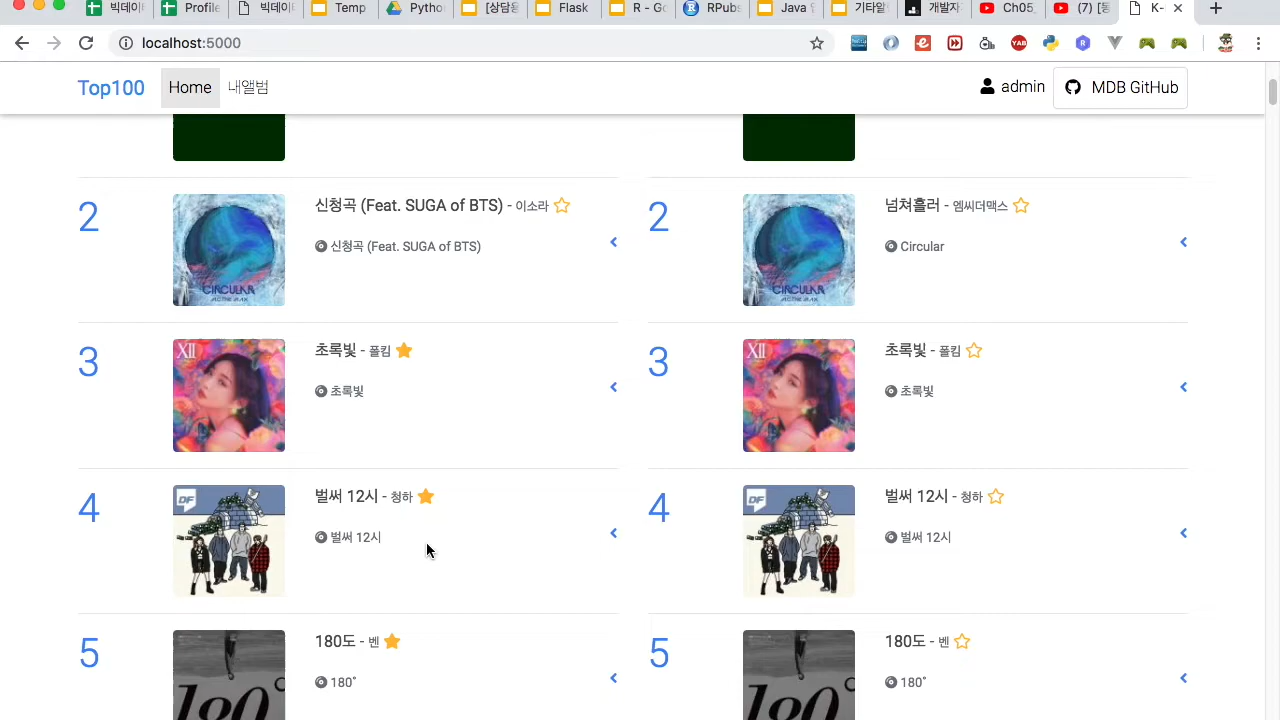 빅데이 Profile 빅데이 Temp Pytho [상담 Flask R - Go RPubs Java 기타 개발자 Ch05_ (7) [ K-
localhost:5000
Top100 Home 내앨범 admin MDB GitHub
2 신청곡 (Feat. SUGA of BTS) - 이소라
신청곡 (Feat. SUGA of BTS)
CIRCULAR
2 넘쳐흘러 - 엠씨더맥스
Circular
CIRCULAR
3 XII 초록빛 - 폴킴
초록빛
3 XII 초록빛 - 폴킴
초록빛
4 DF 벌써 12시 - 청하
벌써 12시
4 DF 벌써 12시 - 청하
벌써 12시
5 180도 - 벤
180°
180°
5 180도 - 벤
180°
180°